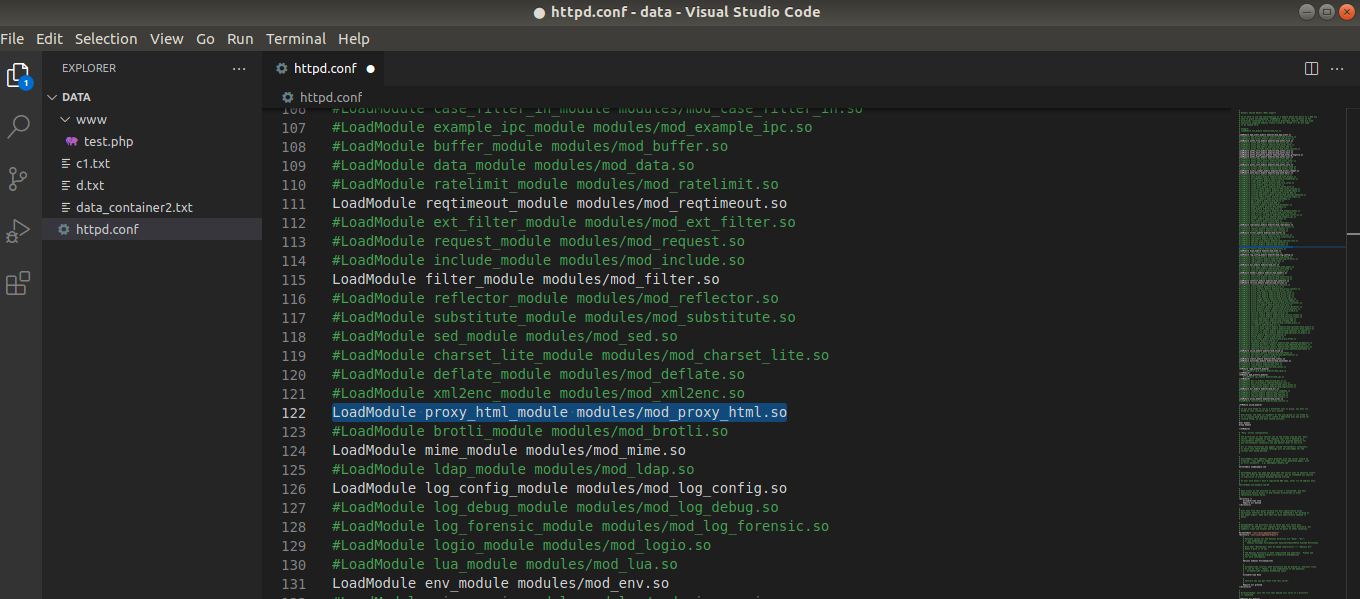 ● httpd.conf - data - Visual Studio Code
File Edit Selection View Go Run Terminal Help
1
EXPLORER ···
DATA
www
test.php
c1.txt
d.txt
data_container2.txt
httpd.conf
httpd.conf ●
httpd.conf
106 #LoadModule case_filter_in_module modules/mod_case_filter_in.so
107 #LoadModule example_ipc_module modules/mod_example_ipc.so
108 #LoadModule buffer_module modules/mod_buffer.so
109 #LoadModule data_module modules/mod_data.so
110 #LoadModule ratelimit_module modules/mod_ratelimit.so
111 LoadModule reqtimeout_module modules/mod_reqtimeout.so
112 #LoadModule ext_filter_module modules/mod_ext_filter.so
113 #LoadModule request_module modules/mod_request.so
114 #LoadModule include_module modules/mod_include.so
115 LoadModule filter_module modules/mod_filter.so
116 #LoadModule reflector_module modules/mod_reflector.so
117 #LoadModule substitute_module modules/mod_substitute.so
118 #LoadModule sed_module modules/mod_sed.so
119 #LoadModule charset_lite_module modules/mod_charset_lite.so
120 #LoadModule deflate_module modules/mod_deflate.so
121 #LoadModule xml2enc_module modules/mod_xml2enc.so
122 LoadModule proxy_html_module modules/mod_proxy_html.so
123 #LoadModule brotli_module modules/mod_brotli.so
124 LoadModule mime_module modules/mod_mime.so
125 #LoadModule ldap_module modules/mod_ldap.so
126 LoadModule log_config_module modules/mod_log_config.so
127 #LoadModule log_debug_module modules/mod_log_debug.so
128 #LoadModule log_forensic_module modules/mod_log_forensic.so
129 #LoadModule logio_module modules/mod_logio.so
130 #LoadModule lua_module modules/mod_lua.so
131 LoadModule env_module modules/mod_env.so